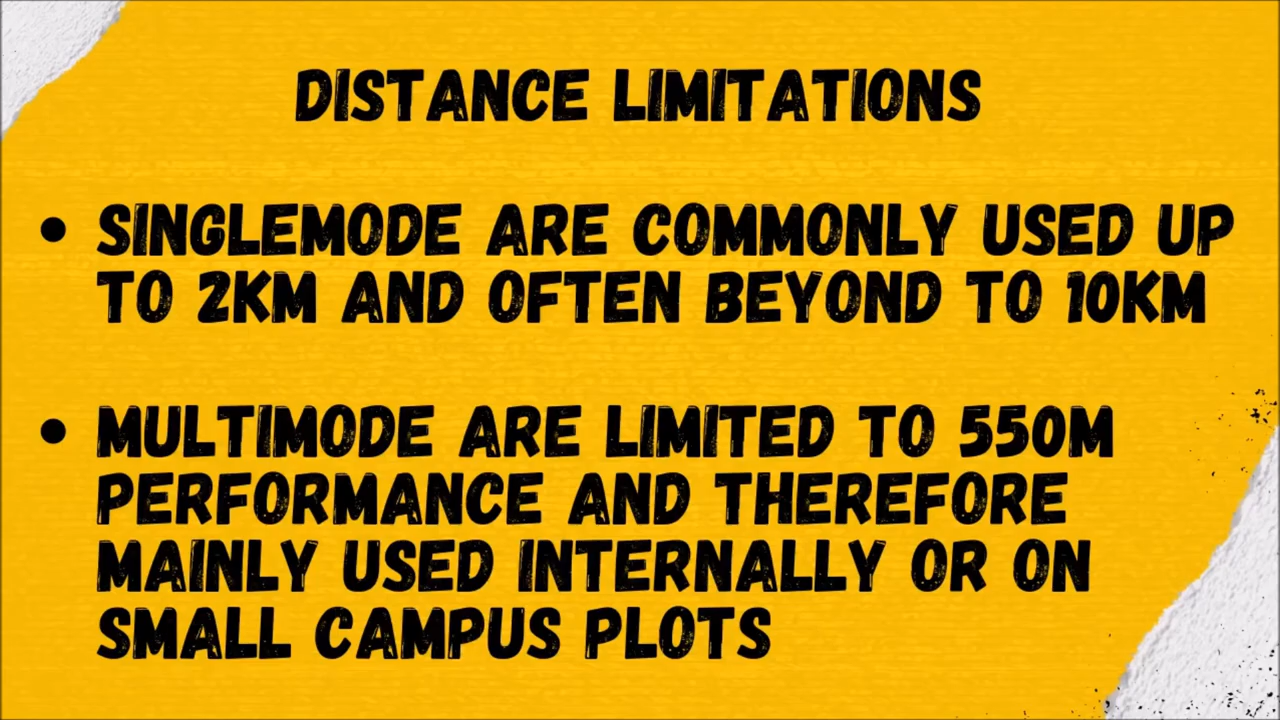 DISTANCE LIMITATIONS
• SINGLEMODE ARE COMMONLY USED UP
TO 2KM AND OFTEN BEYOND TO 10KM
• MULTIMODE ARE LIMITED TO 550M
PERFORMANCE AND THEREFORE
MAINLY USED INTERNALLY OR ON
SMALL CAMPUS PLOTS